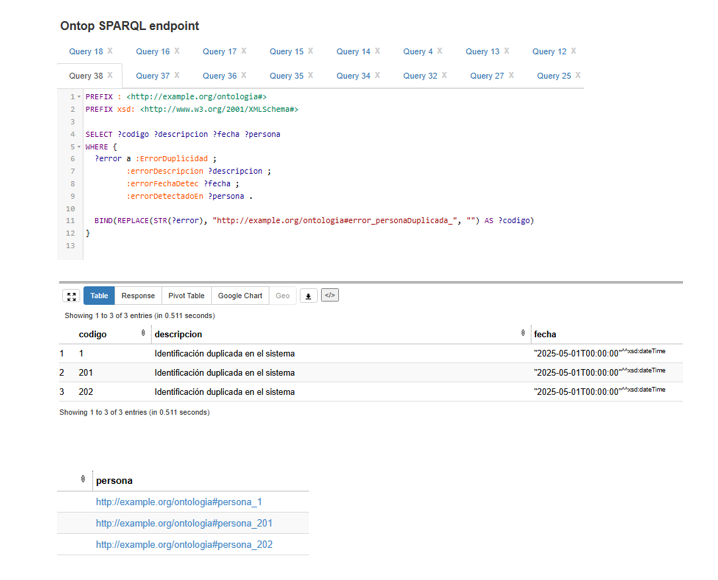 Ontop SPARQL endpoint
Query 18 X Query 16 X Query 17 X Query 15 X Query 14 X Query 4 X Query 13 X Query 12 X
Query 38 X Query 37 X Query 36 X Query 35 X Query 34 X Query 32 X Query 27 X Query 25 X
1 PREFIX : <http://example.org/ontologia#>
2 PREFIX xsd: <http://www.w3.org/2001/XMLSchema#>
3
4 SELECT ?codigo ?descripcion ?fecha ?persona
5 WHERE {
6 ?error a :ErrorDuplicidad ;
7 :errorDescripcion ?descripcion ;
8 :errorFechaDetec ?fecha ;
9 :errorDetectadoEn ?persona .
10
11 BIND(REPLACE(STR(?error), "http://example.org/ontologia#error_personaDuplicada_", "") AS ?codigo)
12 }
13
Table Response Pivot Table Google Chart Geo </>
Showing 1 to 3 of 3 entries (in 0.511 seconds)
codigo descripcion fecha
1 1 Identificación duplicada en el sistema "2025-05-01T00:00:00"^^xsd:dateTime
2 201 Identificación duplicada en el sistema "2025-05-01T00:00:00"^^xsd:dateTime
3 202 Identificación duplicada en el sistema "2025-05-01T00:00:00"^^xsd:dateTime
Showing 1 to 3 of 3 entries (in 0.511 seconds)
persona
http://example.org/ontologia#persona_1
http://example.org/ontologia#persona_201
http://example.org/ontologia#persona_202